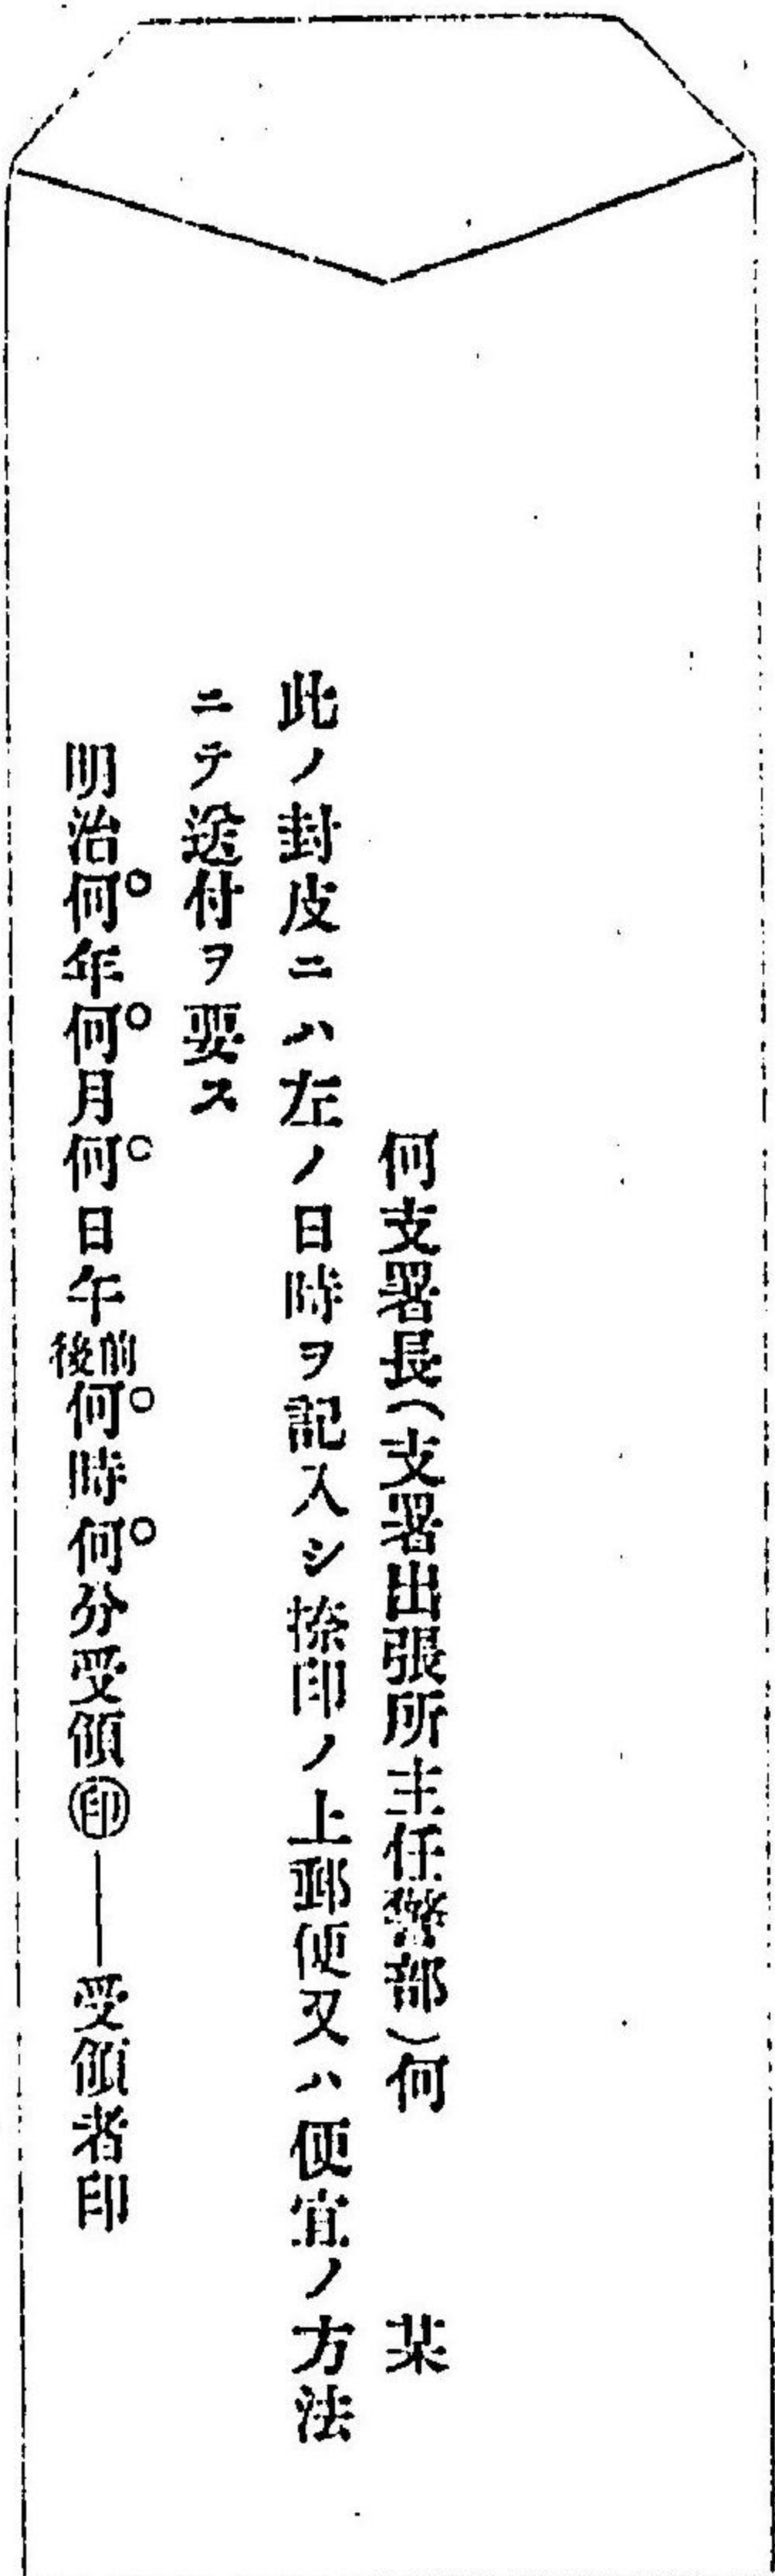 何支署長(支署出張所主任警部)何 某
此ノ封皮ニハ左ノ日時ヲ記入シ捺印ノ上郵便又ハ便宜ノ方法
ニテ送付ヲ要ス
明治何年何月何日午前後何時何分受領㊞——受領者印